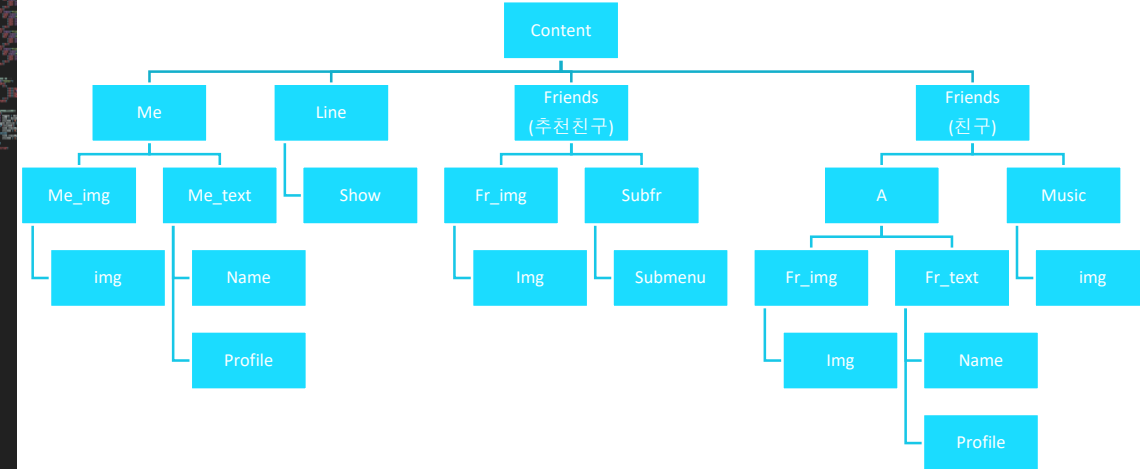 Content
Me
Line
Friends
(추천친구)
Friends
(친구)
Me_img
Me_text
Show
Fr_img
Subfr
A
Music
img
Name
Img
Submenu
Fr_img
Fr_text
img
Profile
Img
Name
Profile